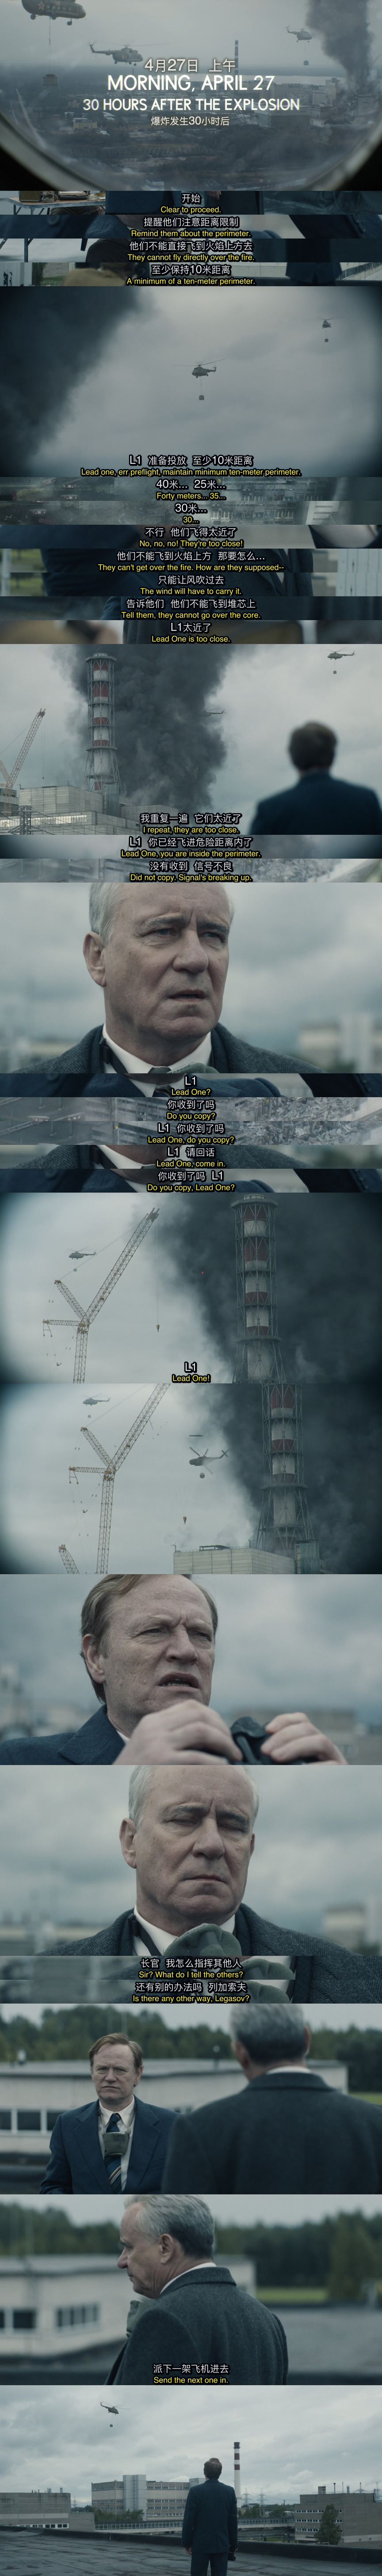 4月27日 上午
MORNING, APRIL 27
30 HOURS AFTER THE EXPLOSION
爆炸发生30小时后
开始
Clear to proceed.
提醒他们注意距离限制
Remind them about the perimeter.
他们不能直接飞到火焰上方去
They cannot fly directly over the fire.
至少保持10米距离
A minimum of a ten-meter perimeter.
L1 准备投放 至少10米距离
Lead one, err preflight, maintain minimum ten-meter perimeter.
40米... 25米...
Forty meters... 35...
30米...
30...
不行 他们飞得太近了
No, no, no! They're too close!
他们不能飞到火焰上方 那要怎么...
They can't get over the fire. How are they supposed--
只能让风吹过去
The wind will have to carry it.
告诉他们 他们不能飞到堆芯上
Tell them, they cannot go over the core.
L1太近了
Lead One is too close.
我重复一遍 它们太近了
I repeat, they are too close.
L1 你已经飞进危险距离内了
Lead One, you are inside the perimeter.
没有收到 信号不良
Did not copy. Signal's breaking up.
L1
Lead One?
你收到了吗
Do you copy?
L1 你收到了吗
Lead One, do you copy?
L1 请回话
Lead One, come in.
你收到了吗 L1
Do you copy, Lead One?
L1
Lead One!
长官 我怎么指挥其他人
Sir? What do I tell the others?
还有别的办法吗 列加索夫
Is there any other way, Legasov?
派下一架飞机进去
Send the next one in.